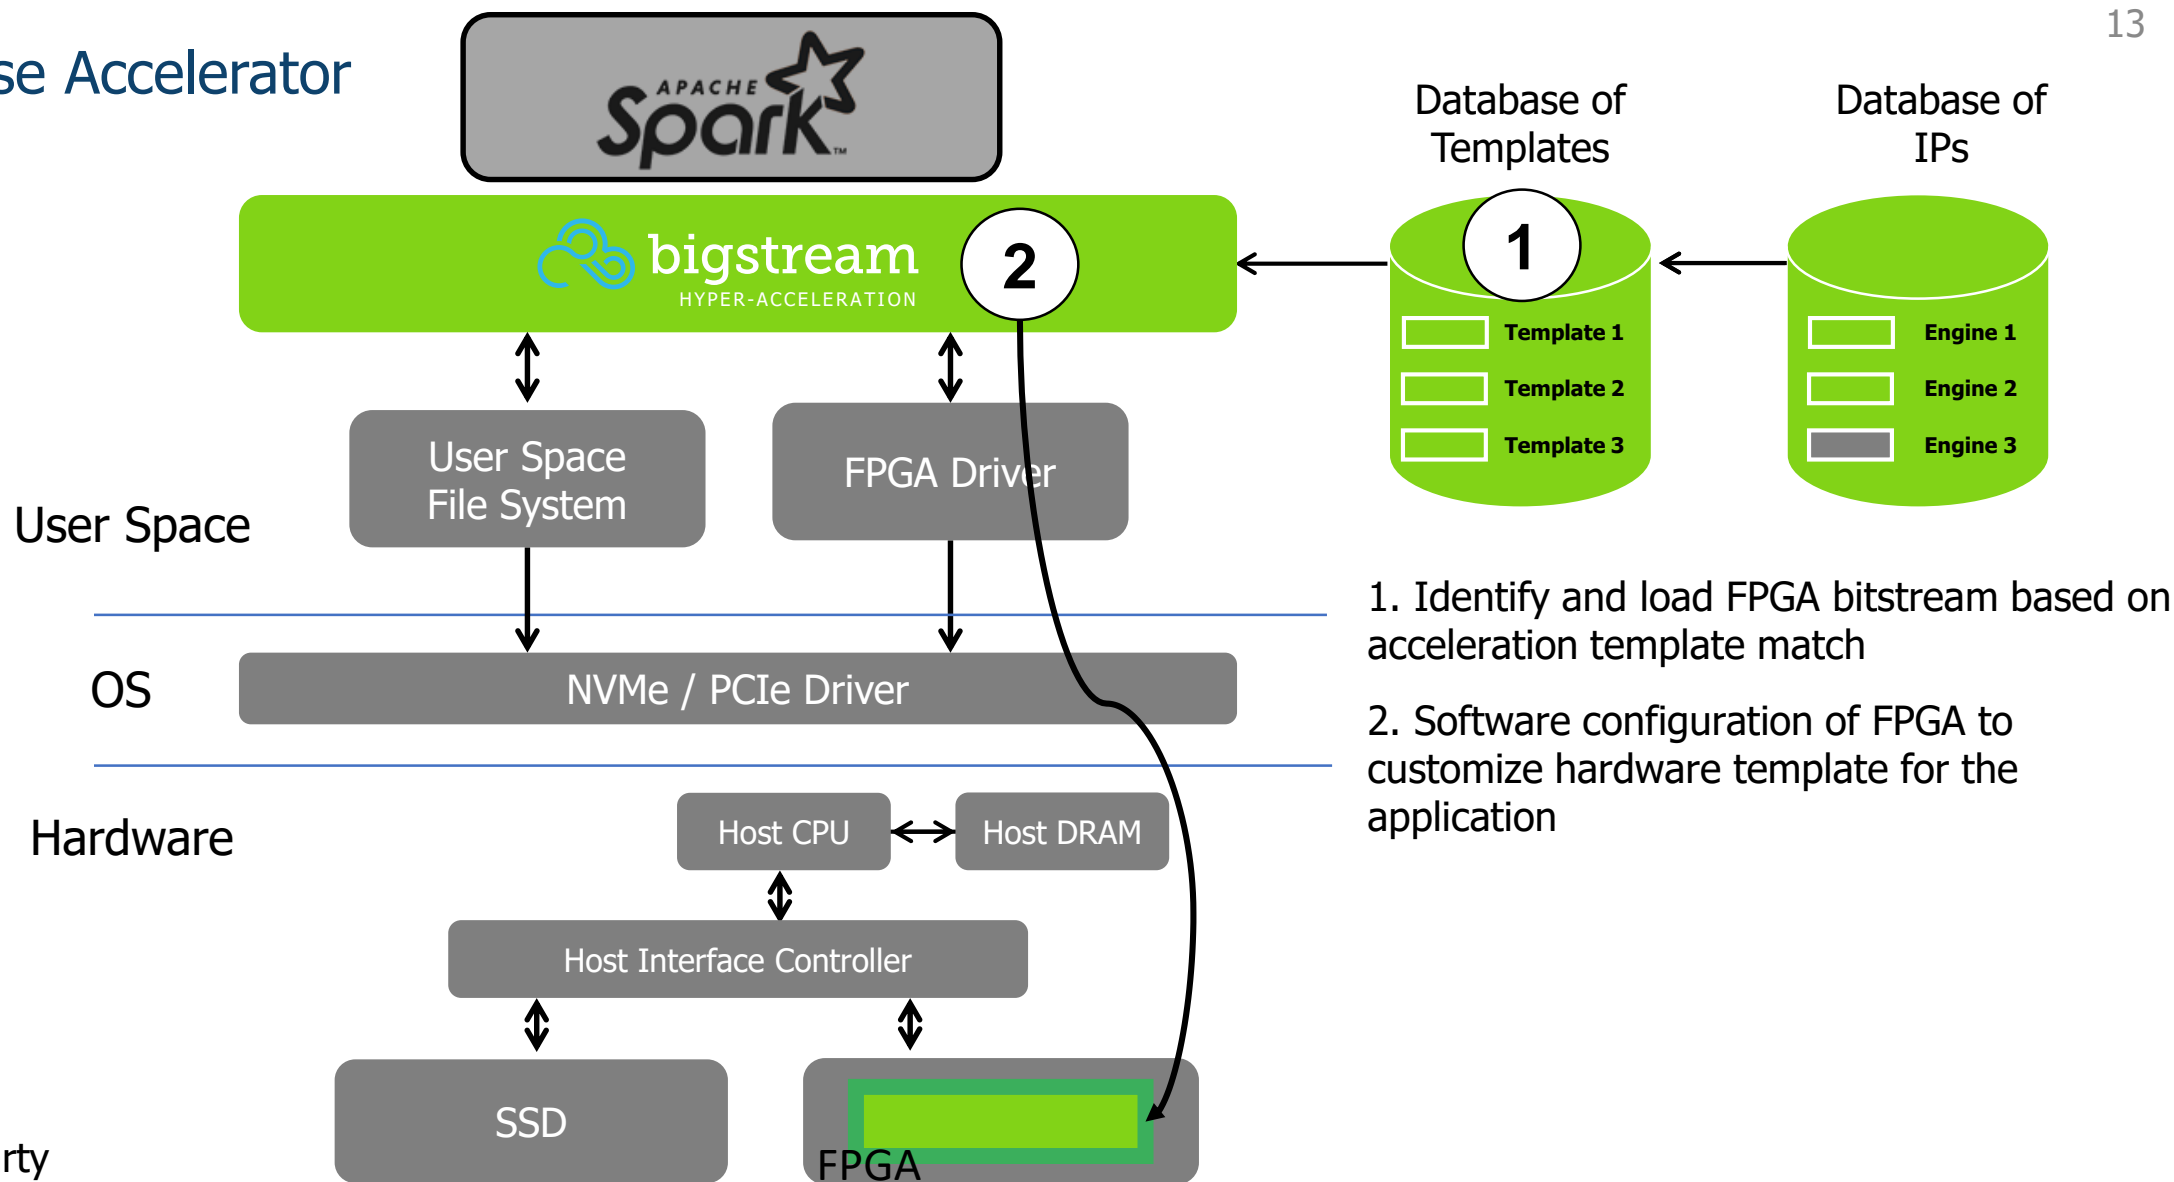 13
se Accelerator
APACHE
Spark
TM
bigstream
HYPER-ACCELERATION
2
Database of
Templates
1
Template 1
Template 2
Template 3
Database of
IPs
Engine 1
Engine 2
Engine 3
User Space
File System
FPGA Driver
User Space
OS
NVMe / PCIe Driver
1. Identify and load FPGA bitstream based on
acceleration template match
2. Software configuration of FPGA to
customize hardware template for the
application
Hardware
Host CPU
Host DRAM
Host Interface Controller
SSD
FPGA
rty